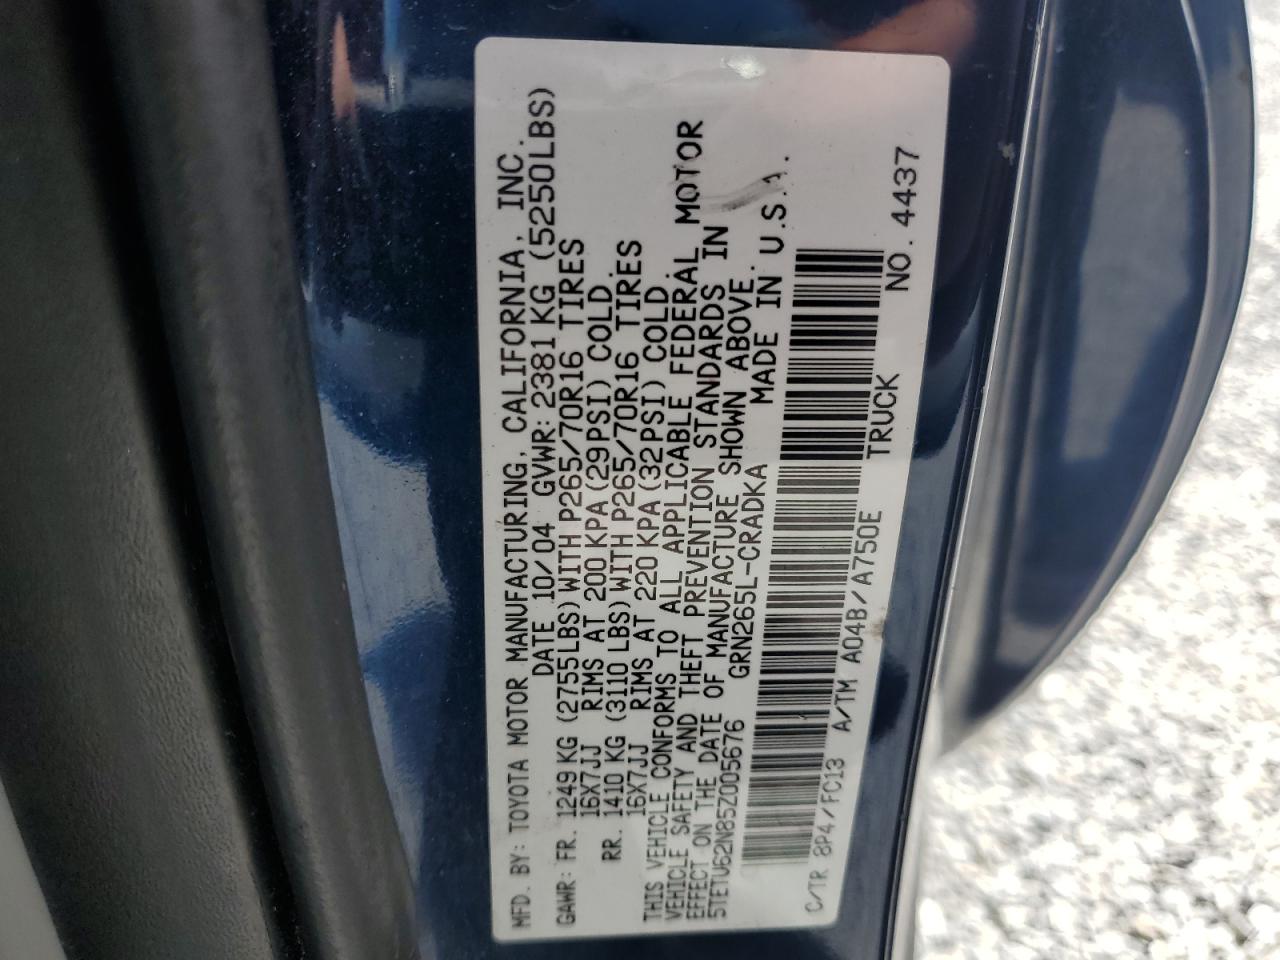 MFD. BY: TOYOTA MOTOR MANUFACTURING, CALIFORNIA, INC.
DATE 10/04 GVWR: 2381 KG (5250LBS)
GAWR: FR. 1249KG (2755LBS)WITH P265/70R16 TIRES
16X7JJ RIMS AT 200 KPA(29PSI) COLD
RR. 1410 KG (3110 LBS)WITH P265/70R16 TIRES
16X7JJ RIMS AT 220 KPA(32PSI) COLD
THIS VEHICLE CONFORMS TO ALL APPLICABLE FEDERAL MOTOR
VEHICLE SAFETY AND THEFT PREVENTION STANDARDS IN
EFFECT ON THE DATE OF MANUFACTURE SHOWN ABOVE.
5TETU62N85Z005676 GRN265L-CRADKA MADE IN U.S.A.
C/TR 8P4/FC13 A/TM A04B/A750E TRUCK NO.4437